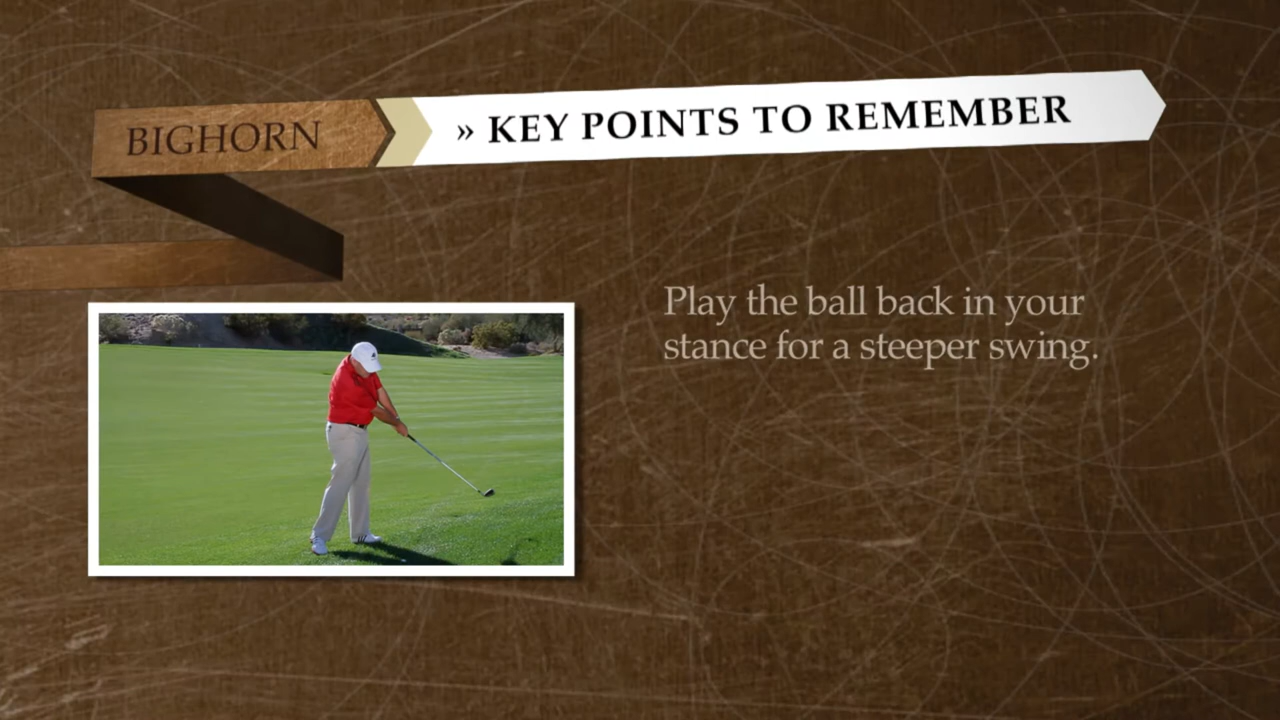 BIGHORN
» KEY POINTS TO REMEMBER
Play the ball back in your
stance for a steeper swing.